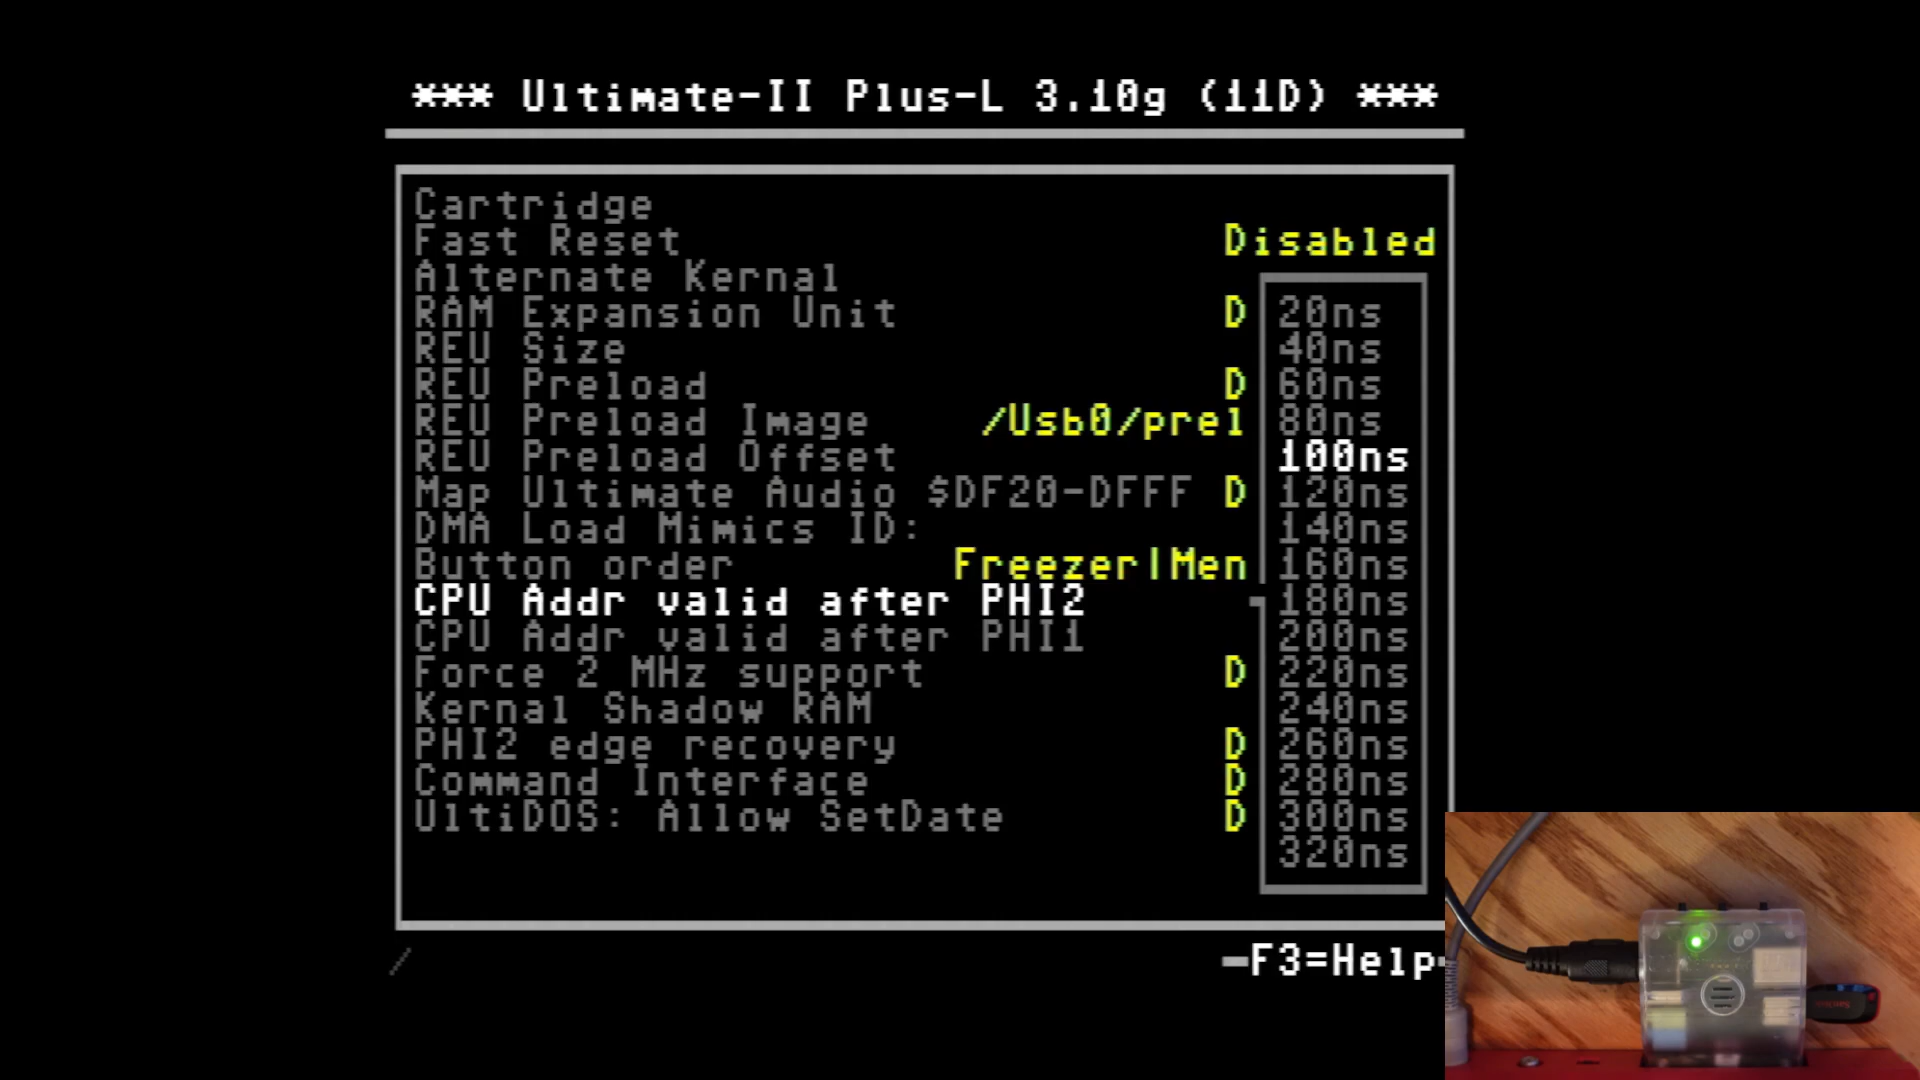 *** Ultimate-II Plus-L 3.10g (11D) ***
Cartridge
Fast Reset Disabled
Alternate Kernal
RAM Expansion Unit D 20ns
REU Size 40ns
REU Preload D 60ns
REU Preload Image /Usb0/prel 80ns
REU Preload Offset 100ns
Map Ultimate Audio $DF20-DFFF D 120ns
DMA Load Mimics ID: 140ns
Button order Freezer|Men 160ns
CPU Addr valid after PHI2 180ns
CPU Addr valid after PHI1 200ns
Force 2 MHz support D 220ns
Kernal Shadow RAM 240ns
PHI2 edge recovery D 260ns
Command Interface D 280ns
UltiDOS: Allow SetDate D 300ns
320ns
/ F3=Help